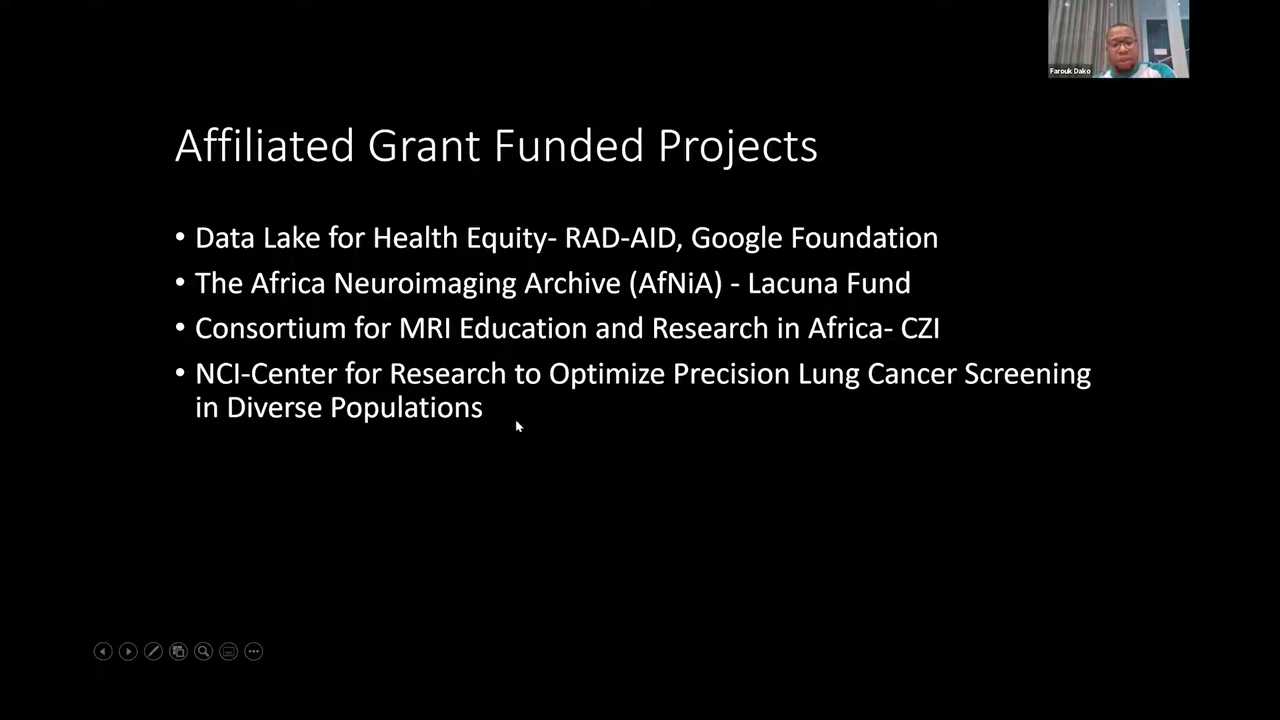 Farouk Dako
Affiliated Grant Funded Projects
• Data Lake for Health Equity- RAD-AID, Google Foundation
• The Africa Neuroimaging Archive (AfNiA) - Lacuna Fund
• Consortium for MRI Education and Research in Africa- CZI
• NCI-Center for Research to Optimize Precision Lung Cancer Screening
in Diverse Populations